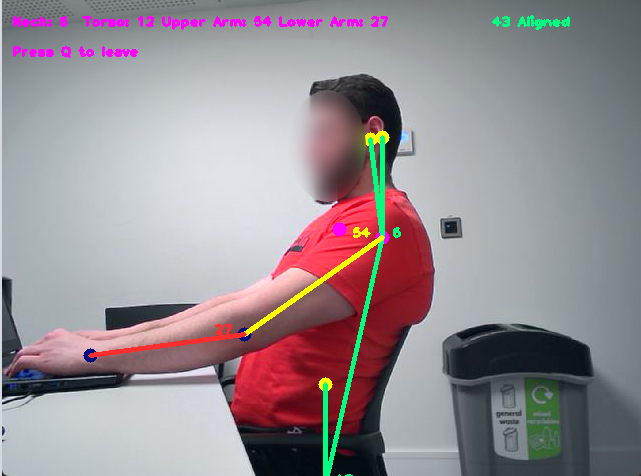 Neck: 6 Torso: 12 Upper Arm: 54 Lower Arm: 27
43 Aligned
Press Q to leave
54
6
27
general
waste
mixed
recyclables